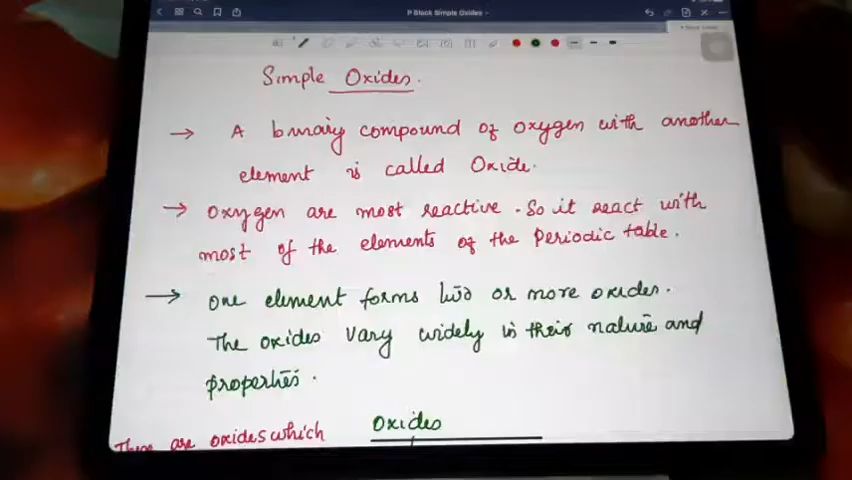 P Block Simple Oxides
Simple Oxides.
→ A binary compound of oxygen with another
element is called Oxide.
→ Oxygen are most reactive. So it react with
most of the elements of the Periodic table.
→ One element forms two or more oxides.
The oxides vary widely in their nature and
properties.
Oxides
There are oxides which